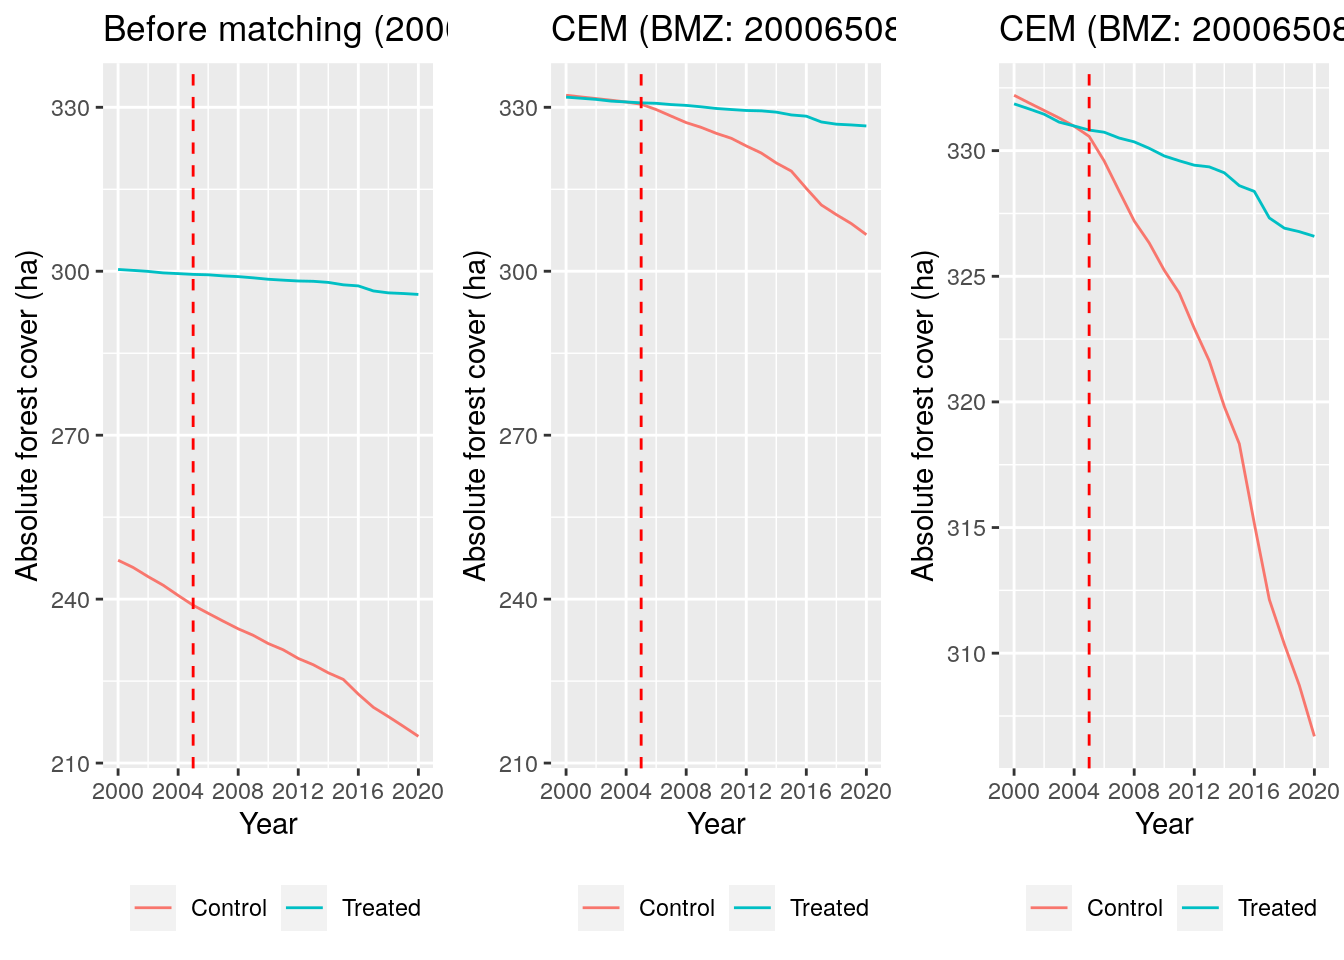 Before matching (200
Absolute forest cover (ha)
330
300
270
240
210
2000 2004 2008 2012 2016 2020
Year
Control Treated
CEM (BMZ: 20006508
Absolute forest cover (ha)
330
300
270
240
210
2000 2004 2008 2012 2016 2020
Year
Control Treated
CEM (BMZ: 20006508
Absolute forest cover (ha)
330
325
320
315
310
2000 2004 2008 2012 2016 2020
Year
Control Treated